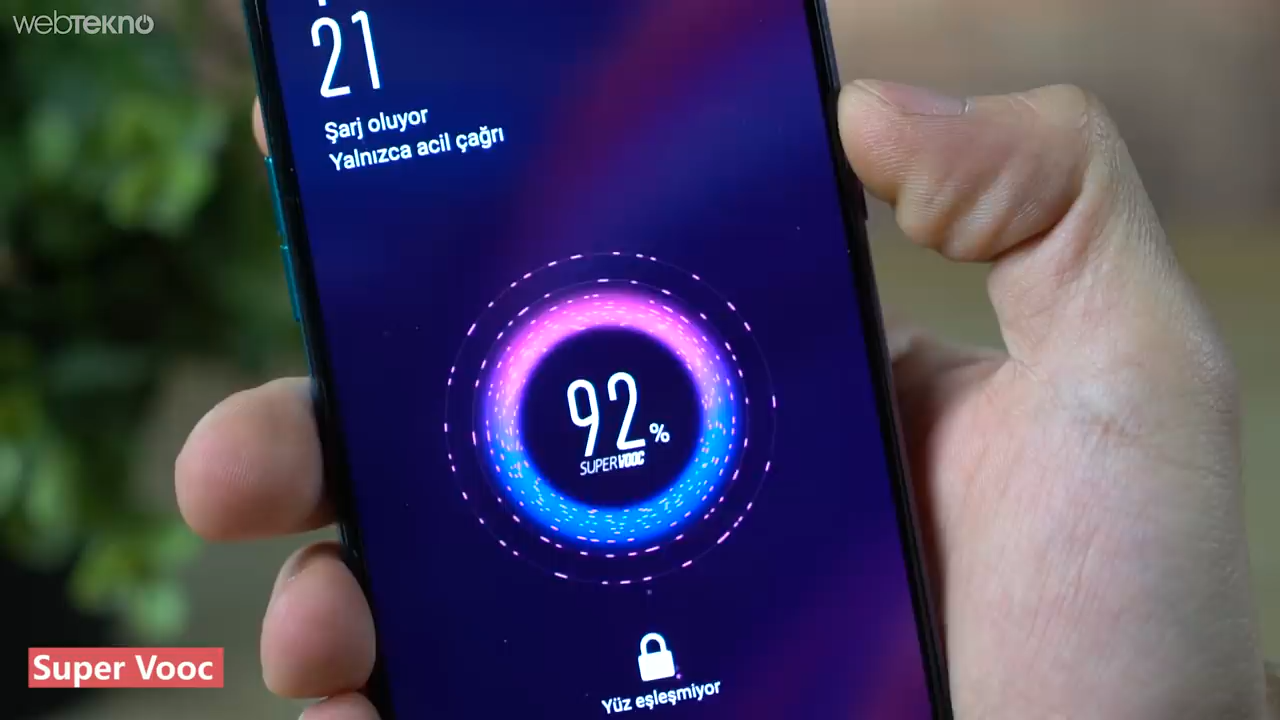 webTEKNO
21
Şarj oluyor
Yalnızca acil çağrı
92%
SUPERVOOC
Yüz eşleşmiyor
Super Vooc